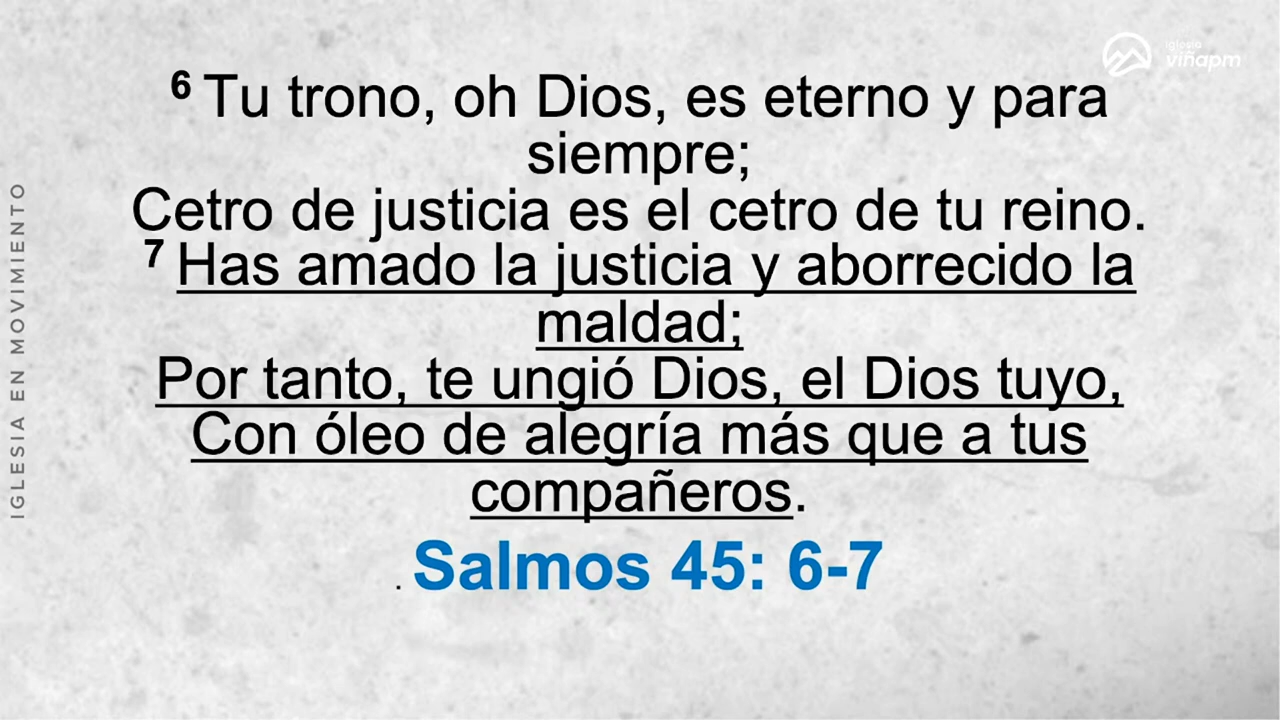 iglesia
viñapm
⁶ Tu trono, oh Dios, es eterno y para
siempre;
Cetro de justicia es el cetro de tu reino.
⁷ Has amado la justicia y aborrecido la
maldad;
Por tanto, te ungió Dios, el Dios tuyo,
Con óleo de alegría más que a tus
compañeros.
. Salmos 45: 6-7
IGLESIA EN MOVIMIENTO